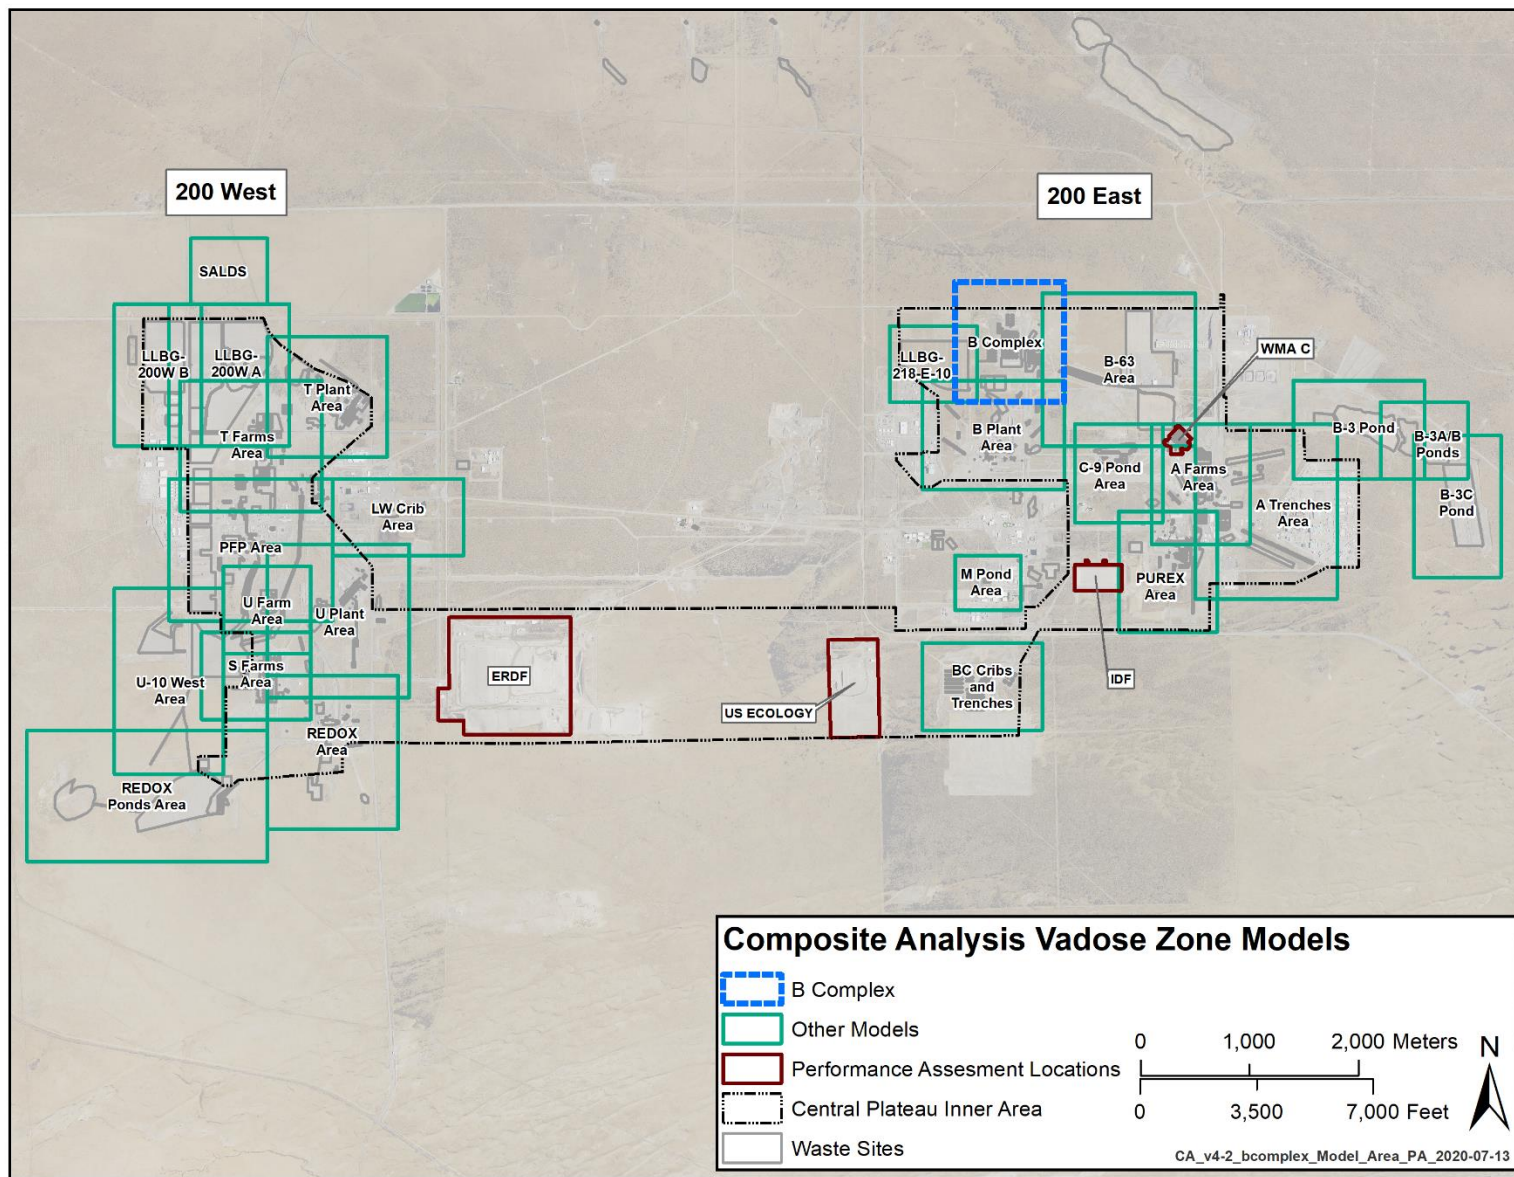 200 West
200 East
SALDS
LLBG-
200W B
LLBG-
200W A
T Plant
Area
T Farms
Area
LW Crib
Area
PFP Area
U Farm
Area
U Plant
Area
S Farms
Area
U-10 West
Area
REDOX
Area
REDOX
Ponds Area
ERDF
US ECOLOGY
BC Cribs
and
Trenches
IDF
M Pond
Area
PUREX
Area
LLBG-
218-E-10
B Complex
B-63
Area
WMA C
B Plant
Area
C-9 Pond
Area
A Farms
Area
A Trenches
Area
B-3 Pond
B-3A/B
Ponds
B-3C
Pond
Composite Analysis Vadose Zone Models
B Complex
Other Models
Performance Assesment Locations
Central Plateau Inner Area
Waste Sites
0 1,000 2,000 Meters
0 3,500 7,000 Feet
N
CA_v4-2_bcomplex_Model_Area_PA_2020-07-13